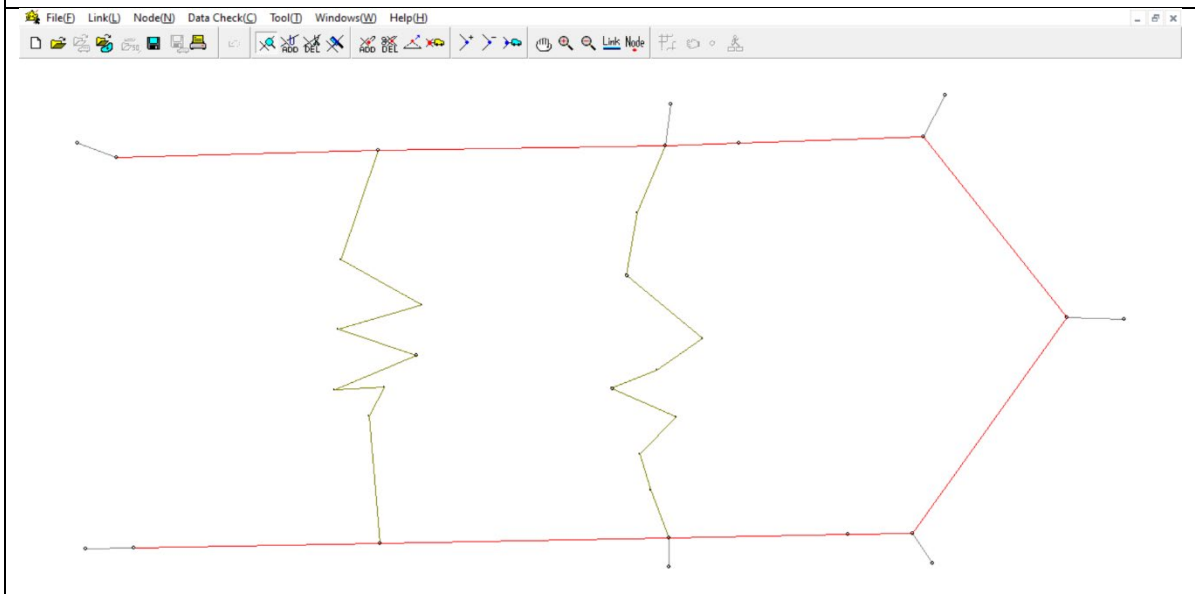 File(F) Link(L) Node(N) Data Check(C) Tool(T) Windows(W) Help(H)
ADD DEL ADD DEL Link Node